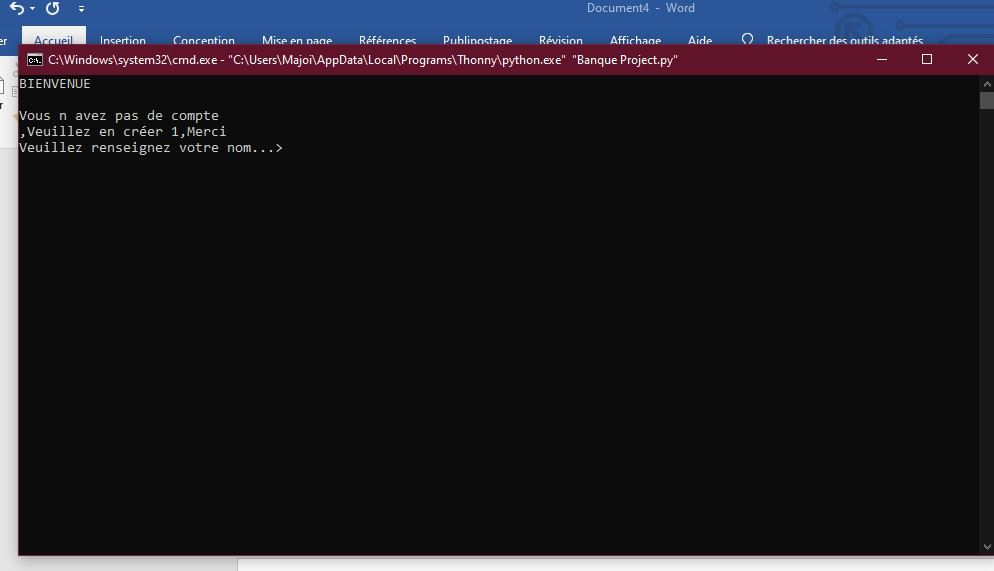 Document4 - Word
er Accueil Insertion Conception Mise en page Références Publipostage Révision Affichage Aide Rechercher des outils adaptés
C:\Windows\system32\cmd.exe - "C:\Users\Majoi\AppData\Local\Programs\Thonny\python.exe" "Banque Project.py"
BIENVENUE
Vous n avez pas de compte
,Veuillez en créer 1,Merci
Veuillez renseignez votre nom...>